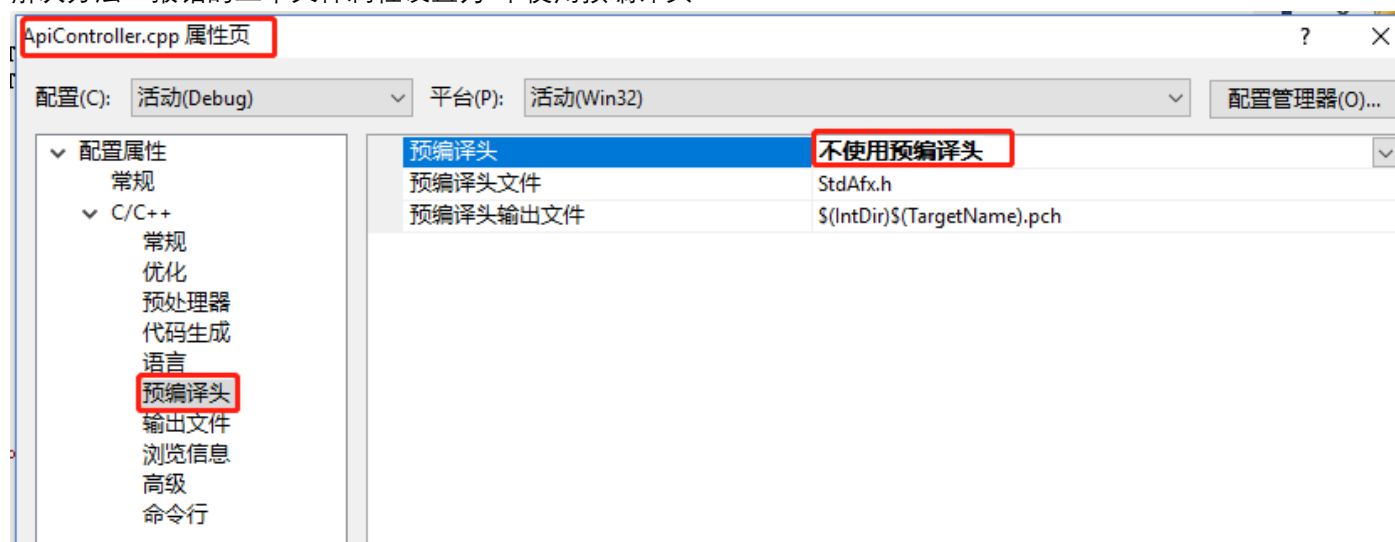 ApiController.cpp 属性页
配置(C): 活动(Debug) 平台(P): 活动(Win32) 配置管理器(O)...
配置属性
常规
C/C++
常规
优化
预处理器
代码生成
语言
预编译头
输出文件
浏览信息
高级
命令行
预编译头 不使用预编译头
预编译头文件 StdAfx.h
预编译头输出文件 $(IntDir)$(TargetName).pch